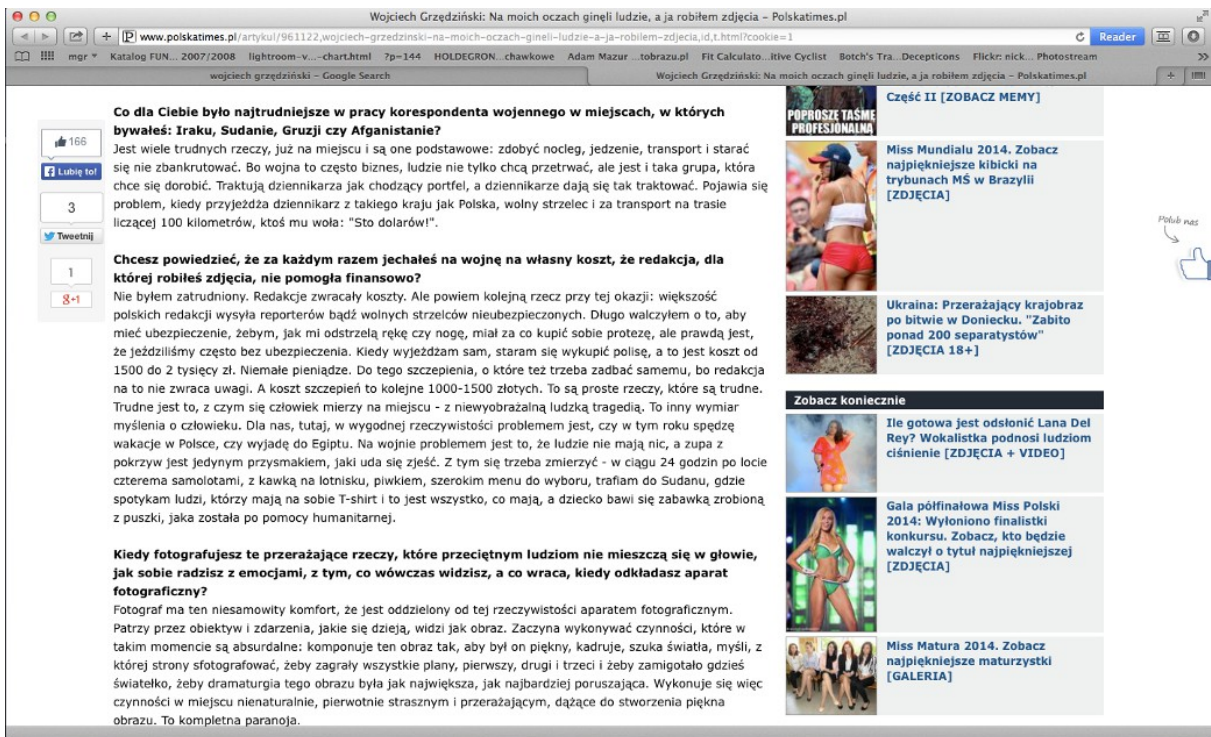 Wojciech Grzędziński: Na moich oczach ginęli ludzie, a ja robiłem zdjęcia – Polskatimes.pl
www.polskatimes.pl/artykul/961122,wojciech-grzedzinski-na-moich-oczach-gineli-ludzie-a-ja-robilem-zdjecia,id,t.html?cookie=1
Reader
mgr Katalog FUN... 2007/2008 lightroom-v...-chart.html ?p=144 HOLDEGRON...chawkowe Adam Mazur ...tobrazu.pl Fit Calculato...itive Cyclist Botch's Tra...Decepticons Flickr: nick... Photostream
wojciech grzędziński – Google Search
Wojciech Grzędziński: Na moich oczach ginęli ludzie, a ja robiłem zdjęcia – Polskatimes.pl
166
Lubię to!
3
Tweetnij
1
g+1
Co dla Ciebie było najtrudniejsze w pracy korespondenta wojennego w miejscach, w których
bywałeś: Iraku, Sudanie, Gruzji czy Afganistanie?
Jest wiele trudnych rzeczy, już na miejscu i są one podstawowe: zdobyć nocleg, jedzenie, transport i starać
się nie zbankrutować. Bo wojna to często biznes, ludzie nie tylko chcą przetrwać, ale jest i taka grupa, która
chce się dorobić. Traktują dziennikarza jak chodzący portfel, a dziennikarze dają się tak traktować. Pojawia się
problem, kiedy przyjeżdża dziennikarz z takiego kraju jak Polska, wolny strzelec i za transport na trasie
liczącej 100 kilometrów, ktoś mu woła: "Sto dolarów!".
Chcesz powiedzieć, że za każdym razem jechałeś na wojnę na własny koszt, że redakcja, dla
której robiłeś zdjęcia, nie pomogła finansowo?
Nie byłem zatrudniony. Redakcje zwracały koszty. Ale powiem kolejną rzecz przy tej okazji: większość
polskich redakcji wysyła reporterów bądź wolnych strzelców nieubezpieczonych. Długo walczyłem o to, aby
mieć ubezpieczenie, żebym, jak mi odstrzelą rękę czy nogę, miał za co kupić sobie protezę, ale prawdą jest,
że jeździliśmy często bez ubezpieczenia. Kiedy wyjeżdżam sam, staram się wykupić polisę, a to jest koszt od
1500 do 2 tysięcy zł. Niemałe pieniądze. Do tego szczepienia, o które też trzeba zadbać samemu, bo redakcja
na to nie zwraca uwagi. A koszt szczepień to kolejne 1000-1500 złotych. To są proste rzeczy, które są trudne.
Trudne jest to, z czym się człowiek mierzy na miejscu - z niewyobrażalną ludzką tragedią. To inny wymiar
myślenia o człowieku. Dla nas, tutaj, w wygodnej rzeczywistości problemem jest, czy w tym roku spędzę
wakacje w Polsce, czy wyjadę do Egiptu. Na wojnie problemem jest to, że ludzie nie mają nic, a zupa z
pokrzyw jest jedynym przysmakiem, jaki uda się zjeść. Z tym się trzeba zmierzyć - w ciągu 24 godzin po locie
czterema samolotami, z kawką na lotnisku, piwkiem, szerokim menu do wyboru, trafiam do Sudanu, gdzie
spotykam ludzi, którzy mają na sobie T-shirt i to jest wszystko, co mają, a dziecko bawi się zabawką zrobioną
z puszki, jaka została po pomocy humanitarnej.
Kiedy fotografujesz te przerażające rzeczy, które przeciętnym ludziom nie mieszczą się w głowie,
jak sobie radzisz z emocjami, z tym, co wówczas widzisz, a co wraca, kiedy odkładasz aparat
fotograficzny?
Fotograf ma ten niesamowity komfort, że jest oddzielony od tej rzeczywistości aparatem fotograficznym.
Patrzy przez obiektyw i zdarzenia, jakie się dzieją, widzi jak obraz. Zaczyna wykonywać czynności, które w
takim momencie są absurdalne: komponuje ten obraz tak, aby był on piękny, kadruje, szuka światła, myśli, z
której strony sfotografować, żeby zagrały wszystkie plany, pierwszy, drugi i trzeci i żeby zamigotało gdzieś
światełko, żeby dramaturgia tego obrazu była jak największa, jak najbardziej poruszająca. Wykonuje się więc
czynności w miejscu nienaturalnie, pierwotnie strasznym i przerażającym, dążące do stworzenia piękna
obrazu. To kompletna paranoja.
POPROSZĘ TAŚMĘ
PROFESJONALNĄ
Część II [ZOBACZ MEMY]
Miss Mundialu 2014. Zobacz
najpiękniejsze kibicki na
trybunach MŚ w Brazylii
[ZDJĘCIA]
Ukraina: Przerażający krajobraz
po bitwie w Doniecku. "Zabito
ponad 200 separatystów"
[ZDJĘCIA 18+]
Zobacz koniecznie
Ile gotowa jest odsłonić Lana Del
Rey? Wokalistka podnosi ludziom
ciśnienie [ZDJĘCIA + VIDEO]
Gala półfinałowa Miss Polski
2014: Wyłoniono finalistki
konkursu. Zobacz, kto będzie
walczył o tytuł najpiękniejszej
[ZDJĘCIA]
Miss Matura 2014. Zobacz
najpiękniejsze maturzystki
[GALERIA]
Polub nas